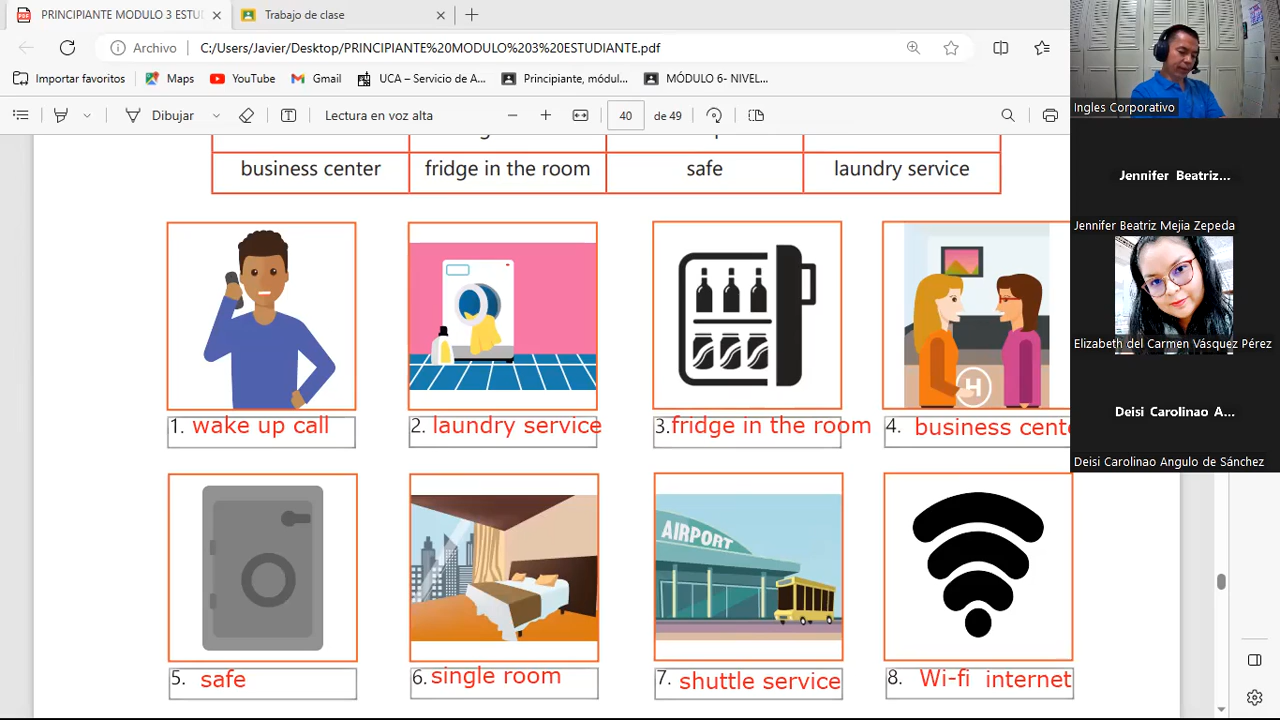 PRINCIPIANTE MODULO 3 ESTU
Trabajo de clase
Archivo
C:/Users/Javier/Desktop/PRINCIPIANTE%20MODULO%203%20ESTUDIANTE.pdf
Importar favoritos
Maps
YouTube
Gmail
UCA – Servicio de A...
Principiante, módul...
MÓDULO 6- NIVEL...
Dibujar
Lectura en voz alta
40
de 49
business center
fridge in the room
safe
laundry service
1. wake up call
2. laundry service
3. fridge in the room
4. business cent
5. safe
6. single room
AIRPORT
7. shuttle service
H
8. Wi-fi internet
Ingles Corporativo
Jennifer Beatriz...
Jennifer Beatriz Mejia Zepeda
Elizabeth del Carmen Vásquez Pérez
Deisi Carolinao A...
Deisi Carolinao Angulo de Sánchez